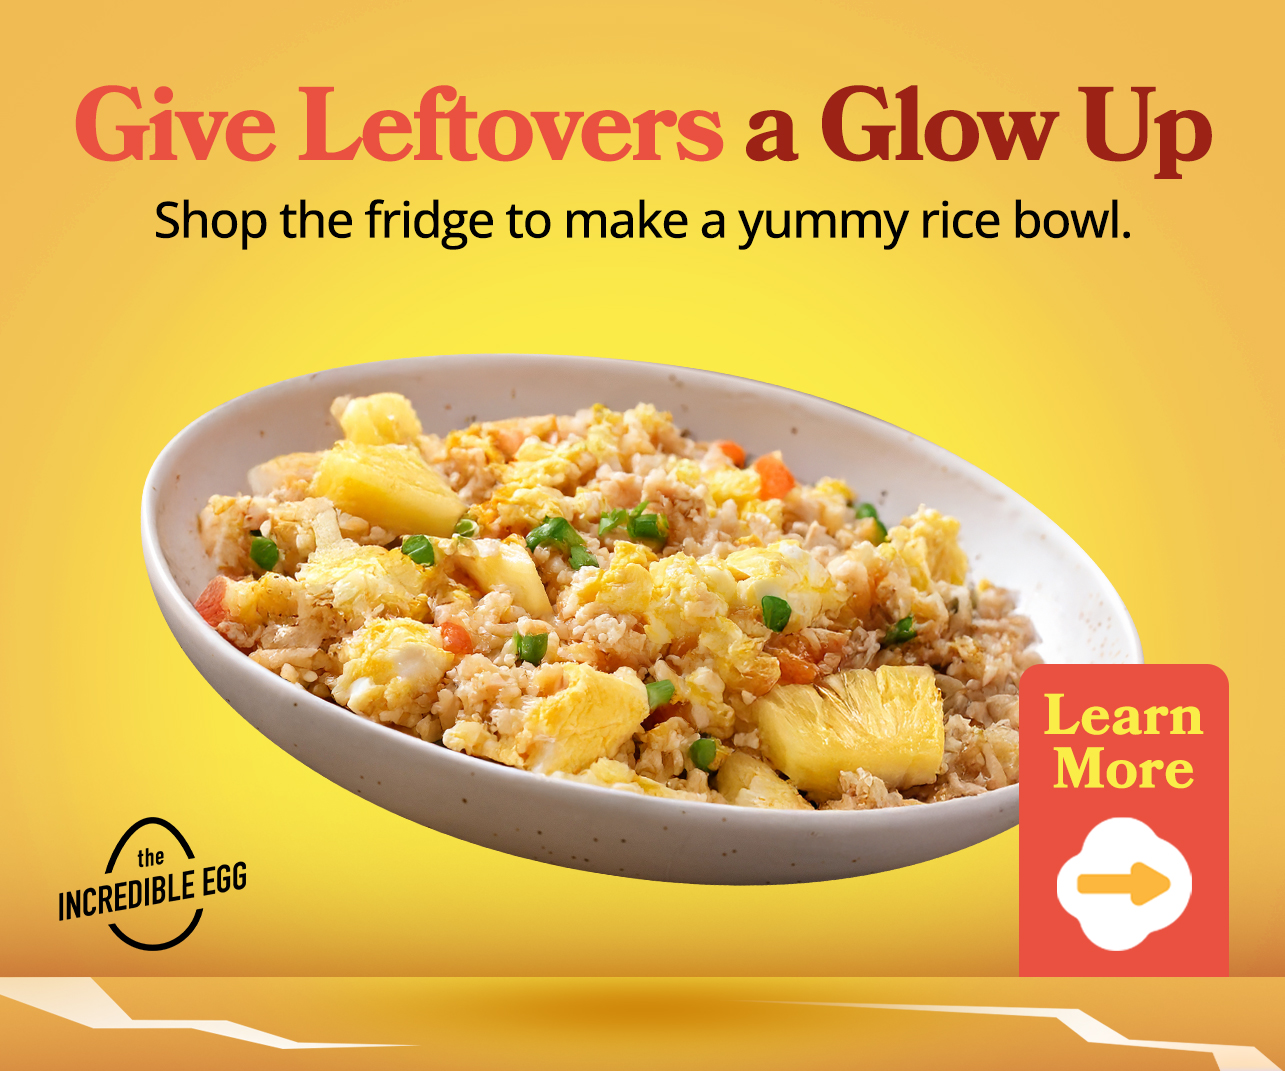 Give Leftovers a Glow Up
Shop the fridge to make a yummy rice bowl.
Learn
More
the
INCREDIBLE EGG